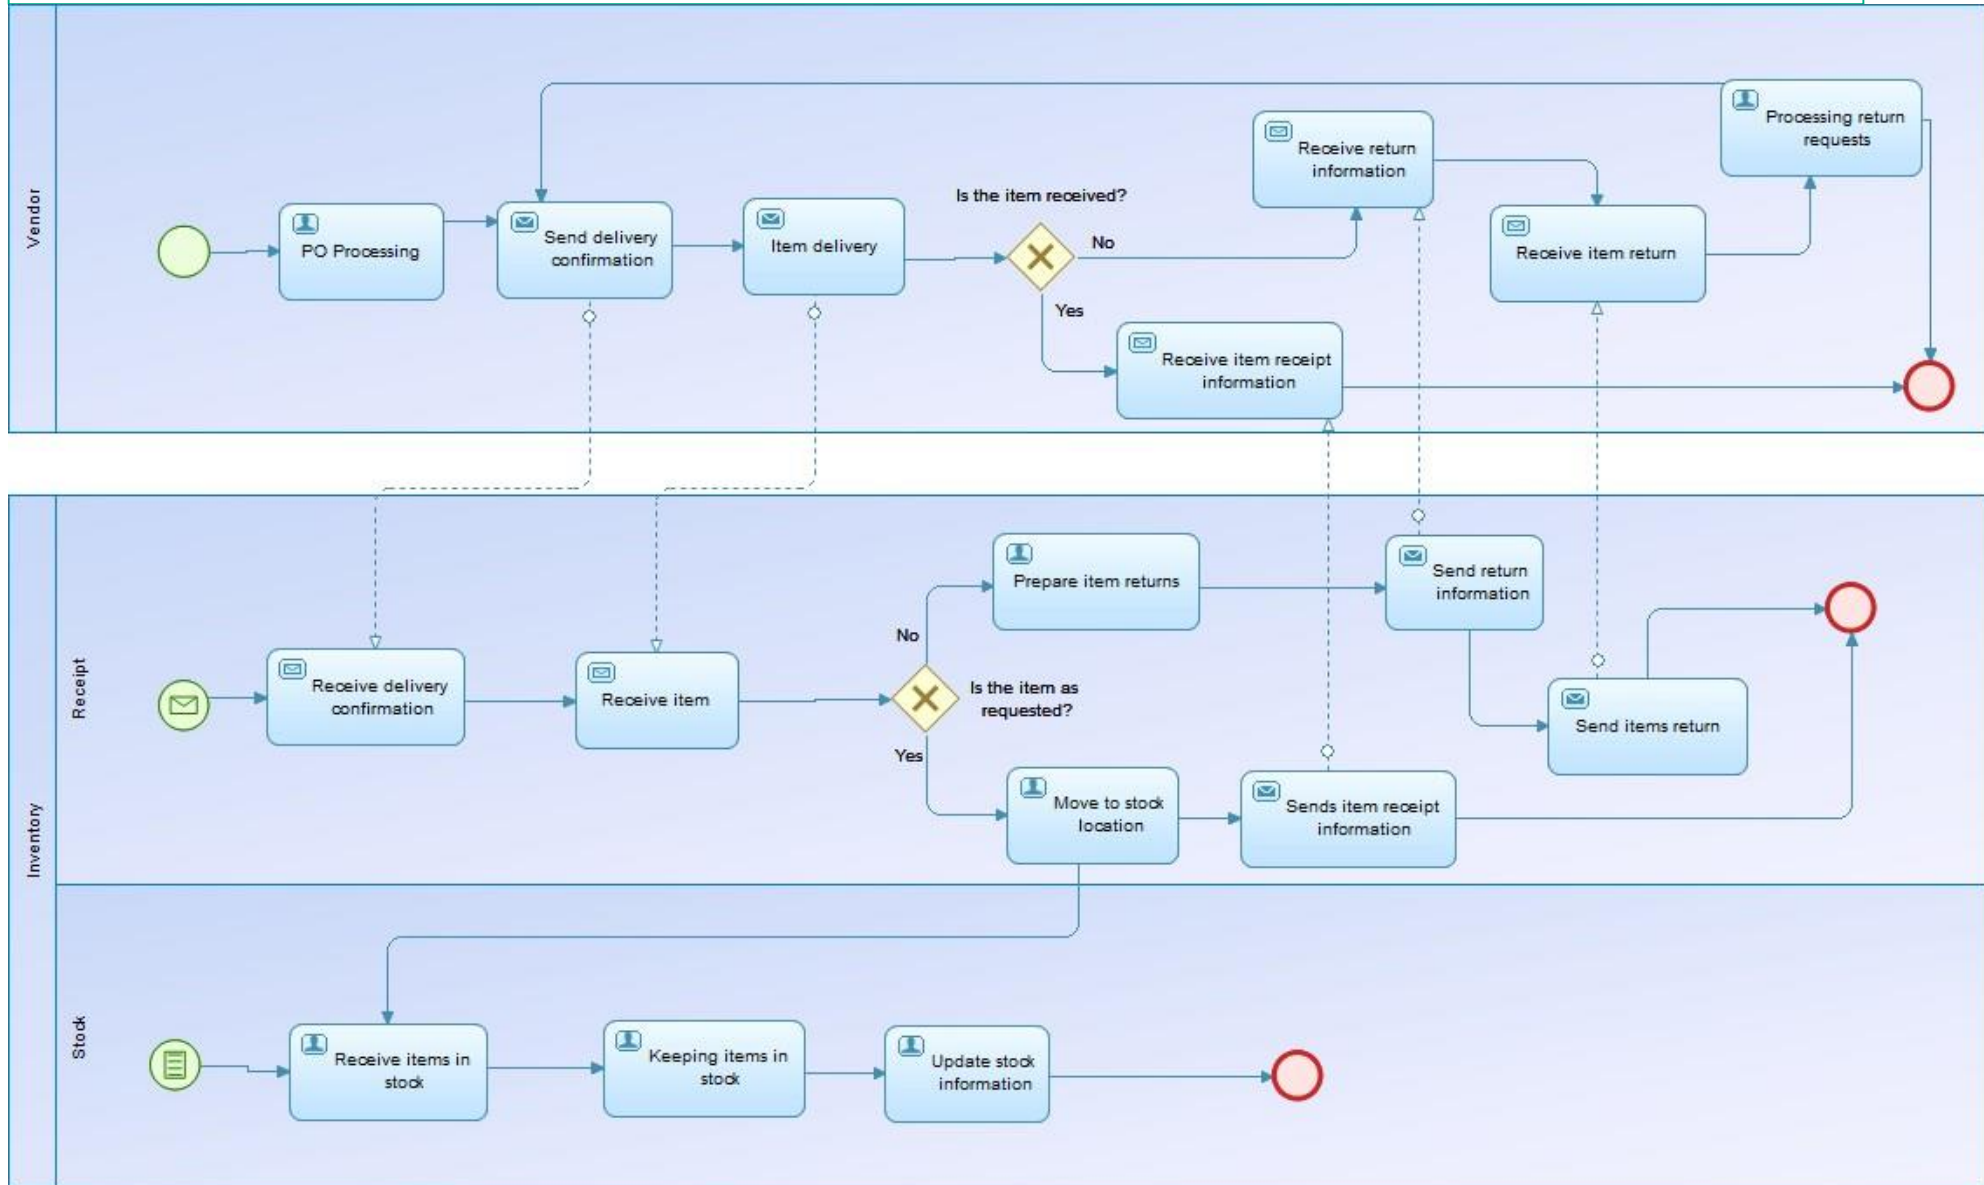 Vendor
PO Processing
Send delivery
confirmation
Item delivery
Is the item received?
No
Yes
Receive return
information
Receive item return
Processing return
requests
Receive item receipt
information
Inventory
Receipt
Receive delivery
confirmation
Receive item
Is the item as
requested?
No
Yes
Prepare item returns
Send return
information
Send items return
Move to stock
location
Sends item receipt
information
Stock
Receive items in
stock
Keeping items in
stock
Update stock
information